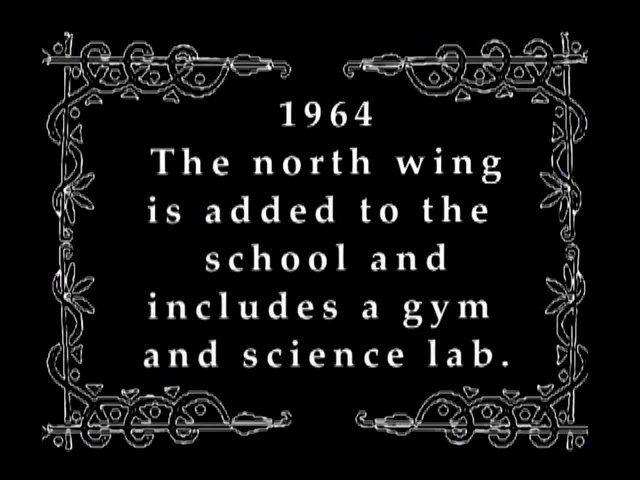 1964
The north wing
is added to the
school and
includes a gym
and science lab.